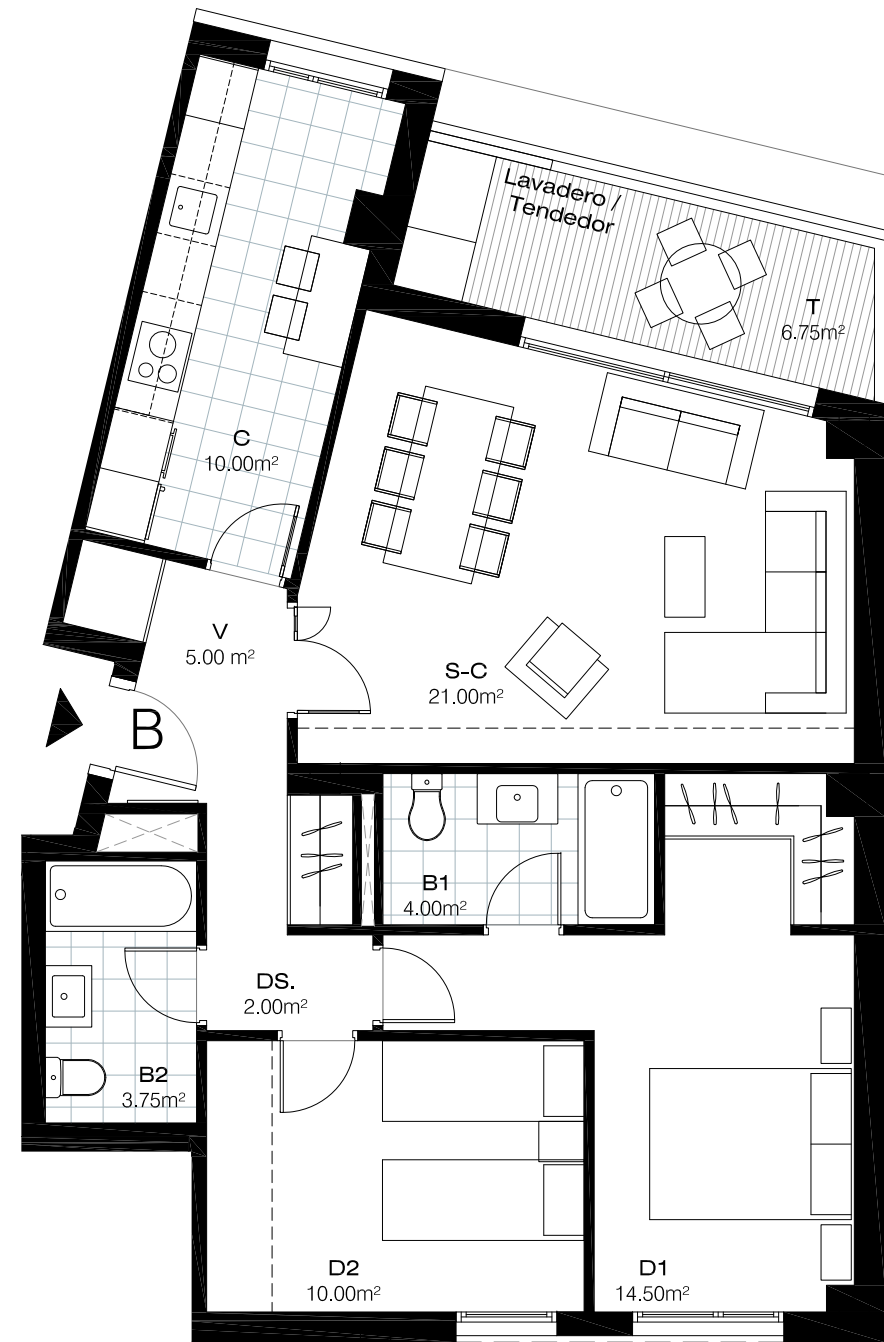 Lavadero /
Tendedor
T
6.75m²
C
10.00m²
V
5.00 m²
S-C
21.00m²
B
B1
4.00m²
DS.
2.00m²
B2
3.75m²
D2
10.00m²
D1
14.50m²